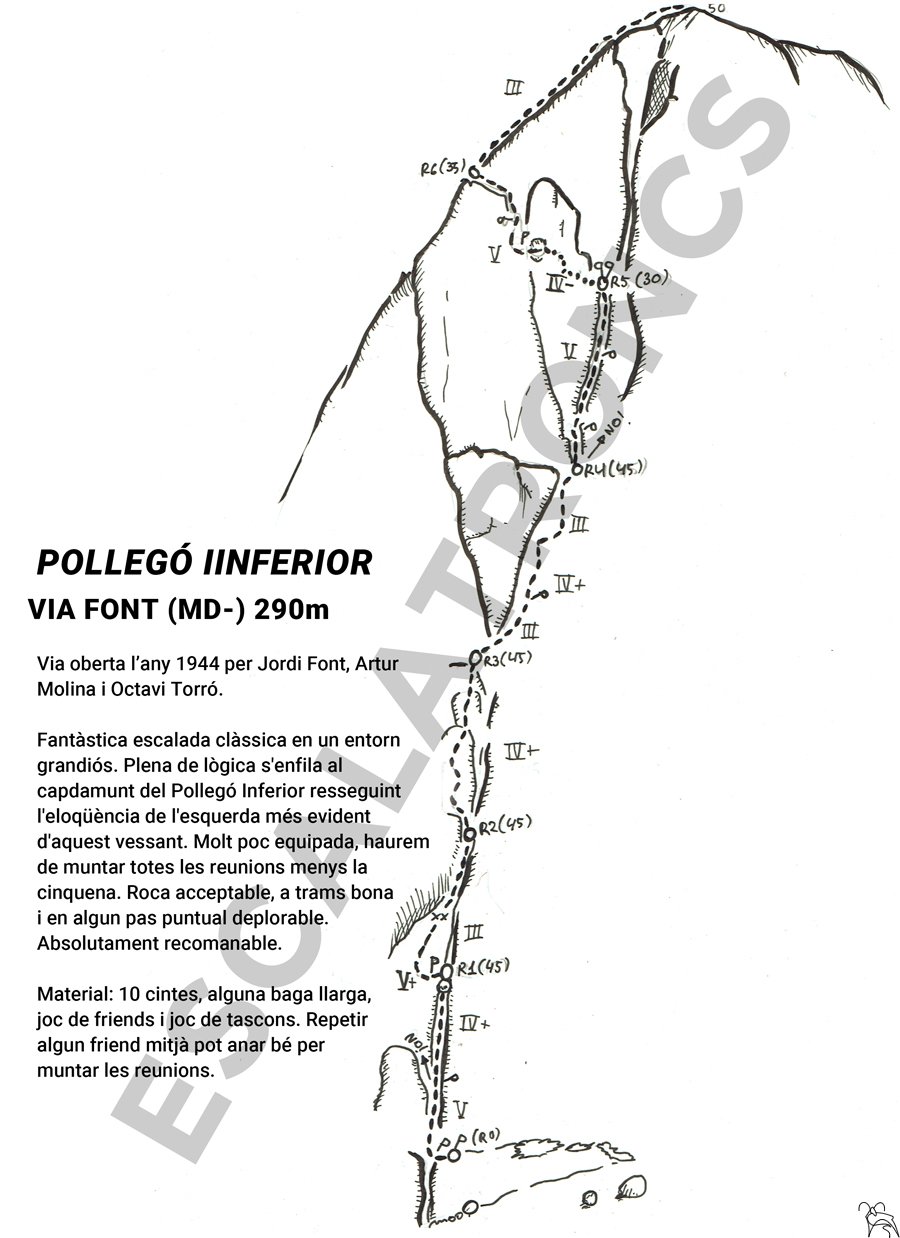 50
III
R6(35)
V
P
1
IV-
R5(30)
V
NO!
R4(45)
III
IV+
III
R3(45)
POLLEGÓ IINFERIOR
VIA FONT (MD-) 290m
Via oberta l'any 1944 per Jordi Font, Artur
Molina i Octavi Torró.
Fantàstica escalada clàssica en un entorn
grandiós. Plena de lògica s'enfila al
capdamunt del Pollegó Inferior resseguint
l'eloqüència de l'esquerda més evident
d'aquest vessant. Molt poc equipada, haurem
de muntar totes les reunions menys la
cinquena. Roca acceptable, a trams bona
i en algun pas puntual deplorable.
Absolutament recomanable.
Material: 10 cintes, alguna baga llarga,
joc de friends i joc de tascons. Repetir
algun friend mitjà pot anar bé per
muntar les reunions.
IV+
R2(45)
XX
III
P
R1(45)
V+
IV+
NO!
V
P P(R0)
ESCALATRONCS